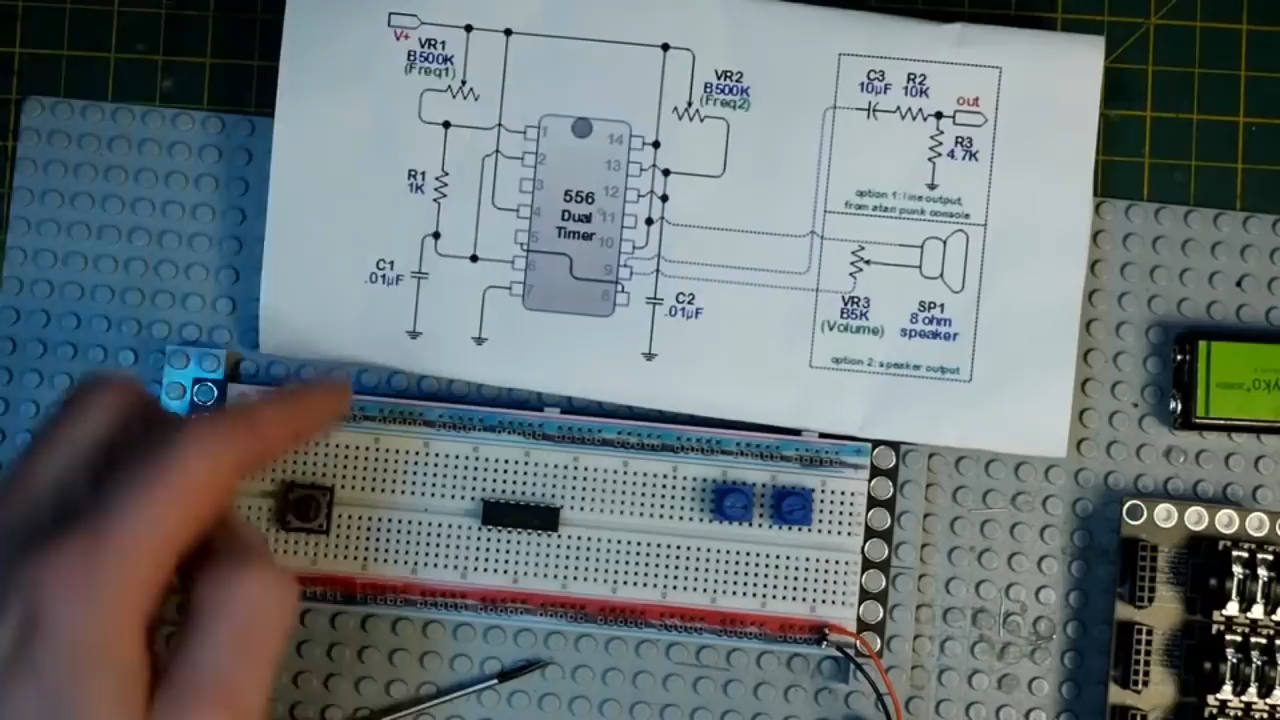 V+
VR1
B500K
(Freq1)
VR2
B500K
(Freq2)
C3
10µF
R2
10K
out
R3
4.7K
option 1: line output
from atari punk console
R1
1K
C1
.01µF
1
2
3
4
5
6
7
14
13
12
11
10
9
8
556
Dual
Timer
C2
.01µF
VR3
B5K
(Volume)
SP1
8 ohm
speaker
option 2: speaker output